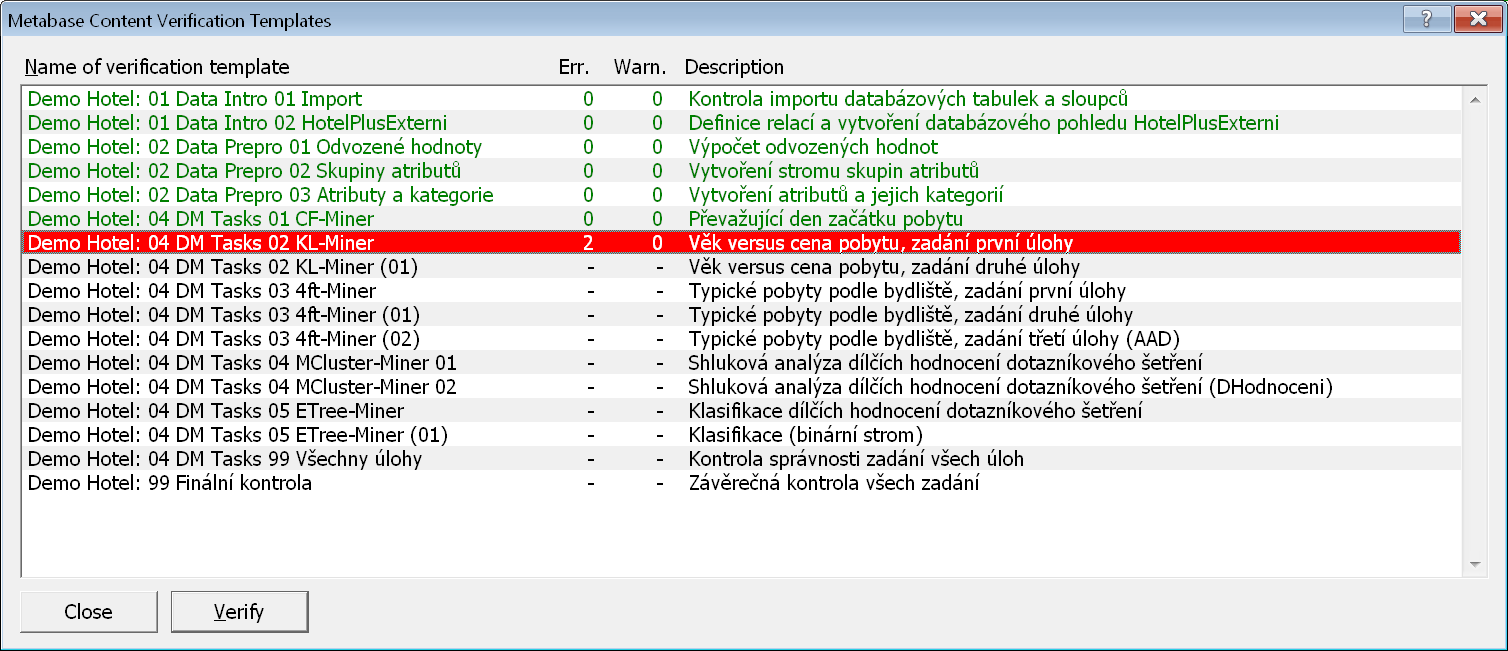 Metabase Content Verification Templates
Name of verification template Err. Warn. Description
Demo Hotel: 01 Data Intro 01 Import 0 0 Kontrola importu databázových tabulek a sloupců
Demo Hotel: 01 Data Intro 02 HotelPlusExterni 0 0 Definice relací a vytvoření databázového pohledu HotelPlusExterni
Demo Hotel: 02 Data Prepro 01 Odvozené hodnoty 0 0 Výpočet odvozených hodnot
Demo Hotel: 02 Data Prepro 02 Skupiny atributů 0 0 Vytvoření stromu skupin atributů
Demo Hotel: 02 Data Prepro 03 Atributy a kategorie 0 0 Vytvoření atributů a jejich kategorií
Demo Hotel: 04 DM Tasks 01 CF-Miner 0 0 Převažující den začátku pobytu
Demo Hotel: 04 DM Tasks 02 KL-Miner 2 0 Věk versus cena pobytu, zadání první úlohy
Demo Hotel: 04 DM Tasks 02 KL-Miner (01) - - Věk versus cena pobytu, zadání druhé úlohy
Demo Hotel: 04 DM Tasks 03 4ft-Miner - - Typické pobyty podle bydliště, zadání první úlohy
Demo Hotel: 04 DM Tasks 03 4ft-Miner (01) - - Typické pobyty podle bydliště, zadání druhé úlohy
Demo Hotel: 04 DM Tasks 03 4ft-Miner (02) - - Typické pobyty podle bydliště, zadání třetí úlohy (AAD)
Demo Hotel: 04 DM Tasks 04 MCluster-Miner 01 - - Shluková analýza dílčích hodnocení dotazníkového šetření
Demo Hotel: 04 DM Tasks 04 MCluster-Miner 02 - - Shluková analýza dílčích hodnocení dotazníkového šetření (DHodnoceni)
Demo Hotel: 04 DM Tasks 05 ETree-Miner - - Klasifikace dílčích hodnocení dotazníkového šetření
Demo Hotel: 04 DM Tasks 05 ETree-Miner (01) - - Klasifikace (binární strom)
Demo Hotel: 04 DM Tasks 99 Všechny úlohy - - Kontrola správnosti zadání všech úloh
Demo Hotel: 99 Finální kontrola - - Závěrečná kontrola všech zadání
Close Verify